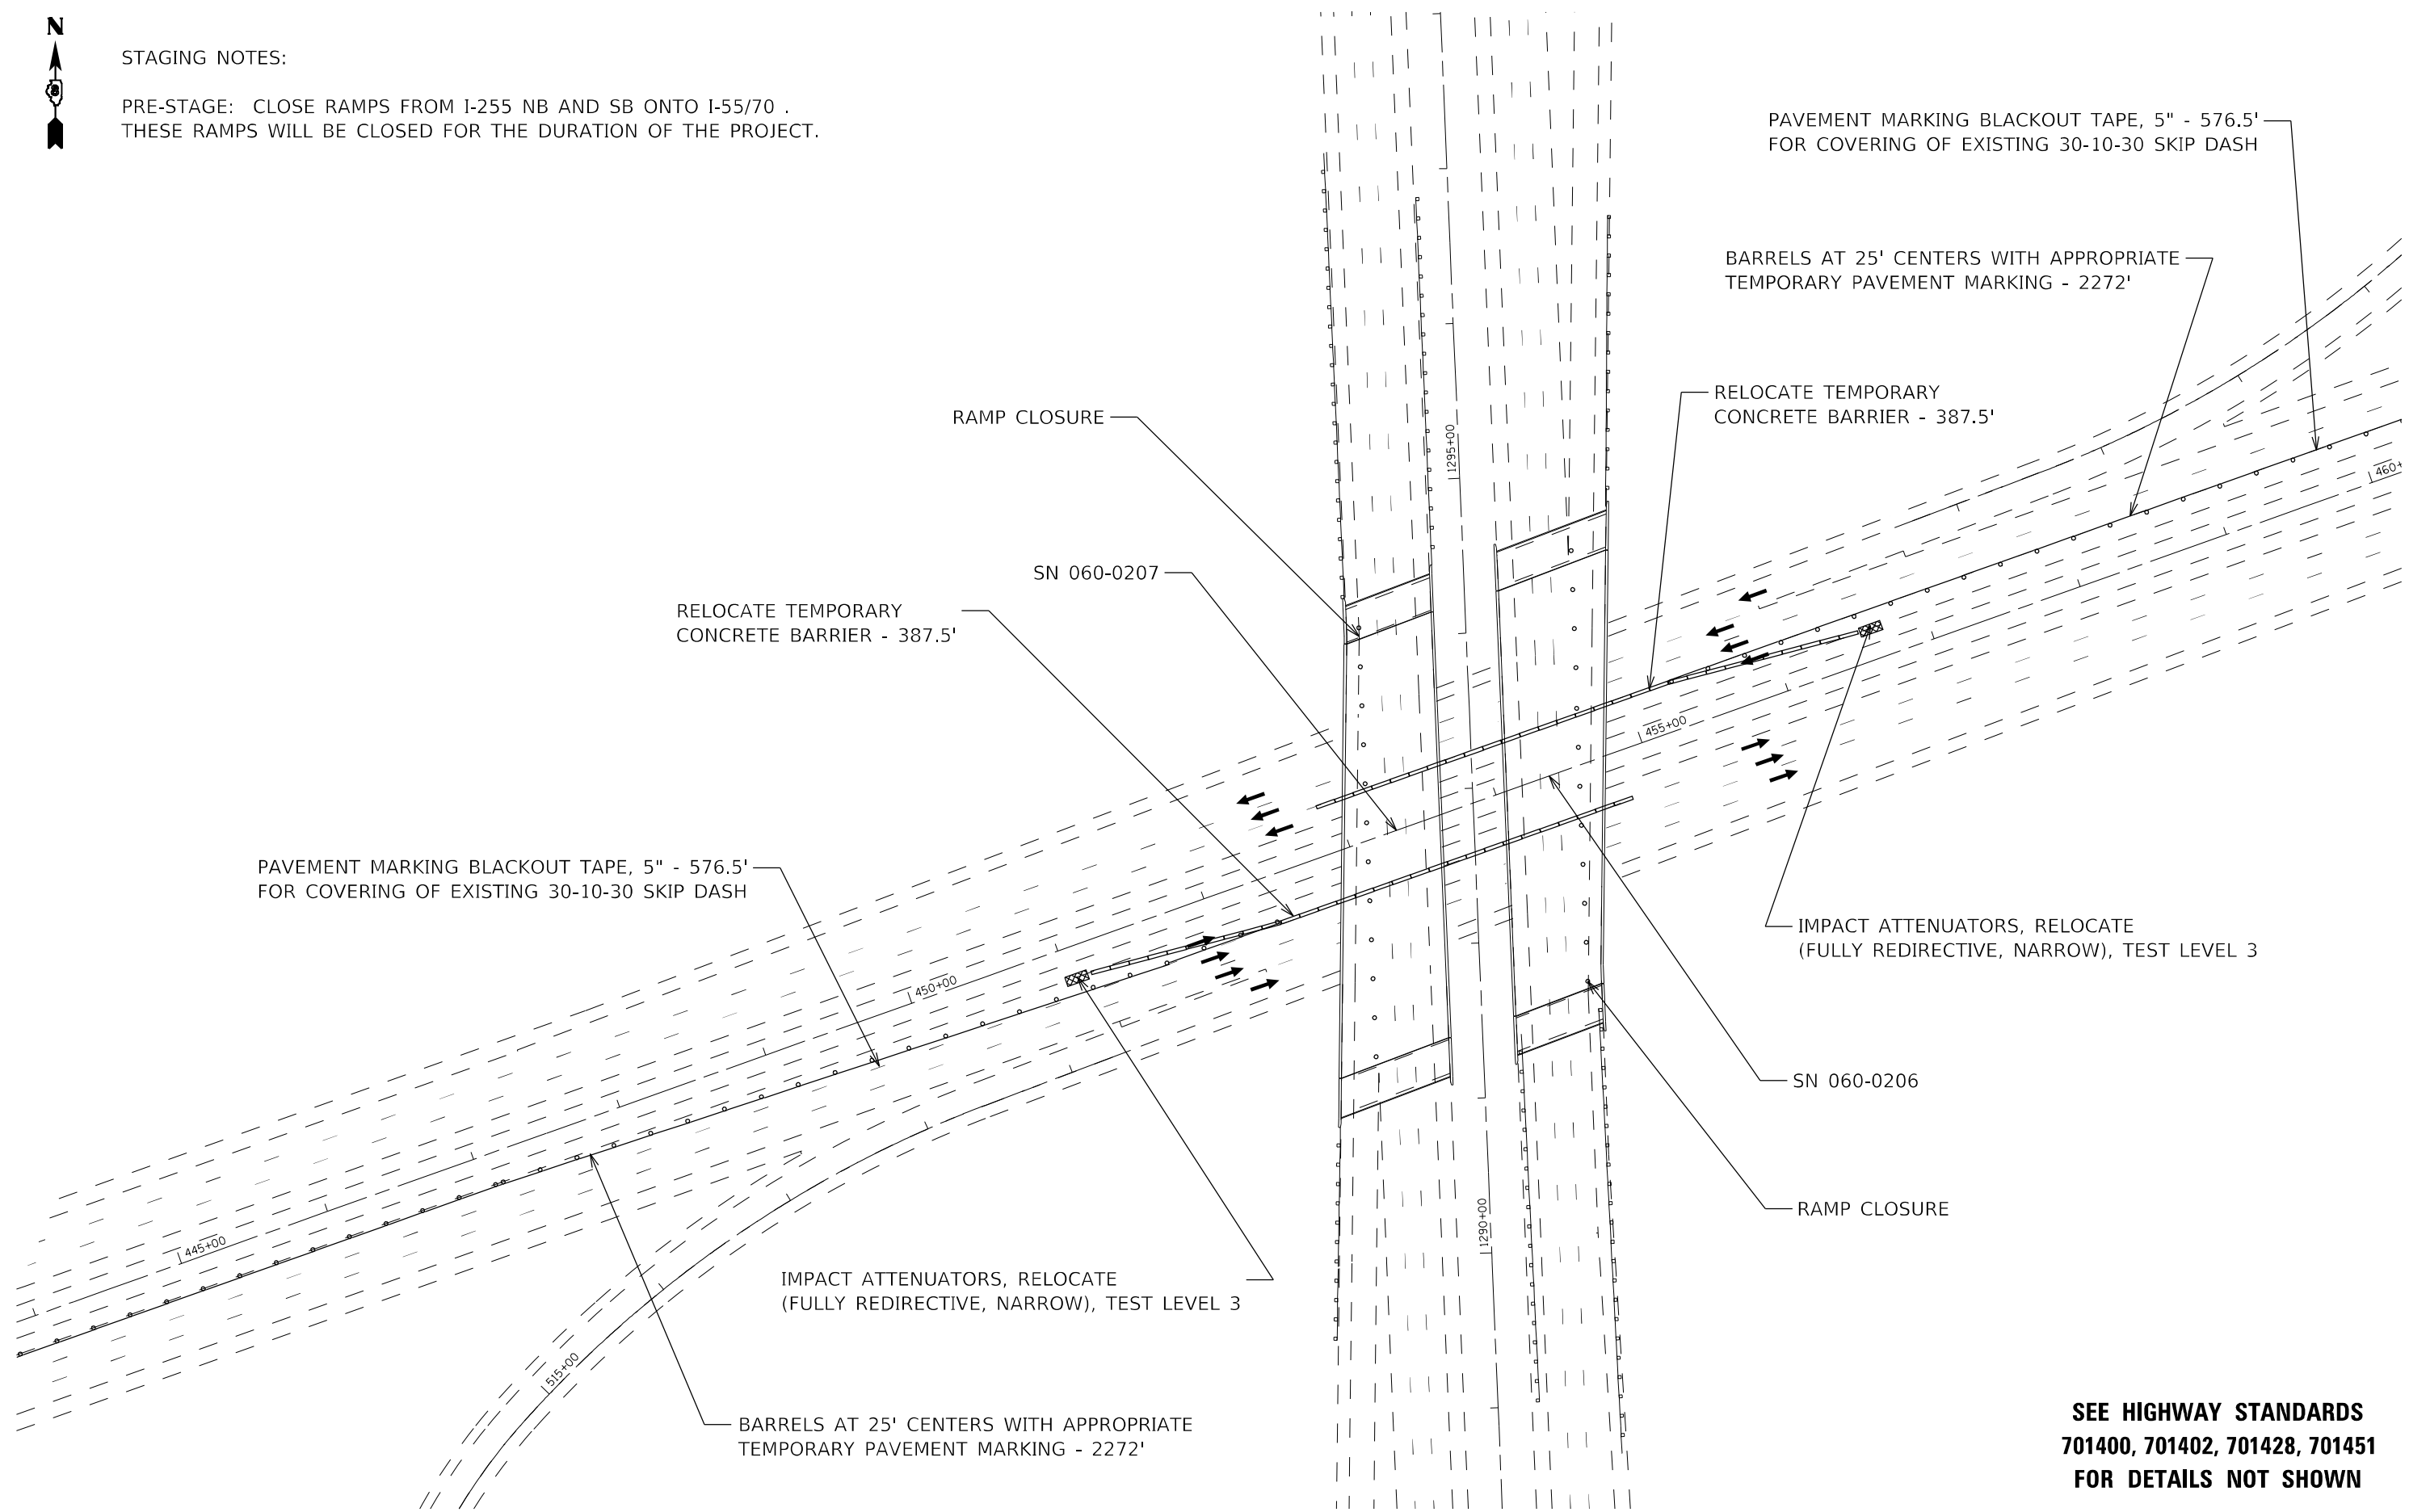 N
STAGING NOTES:
PRE-STAGE: CLOSE RAMPS FROM I-255 NB AND SB ONTO I-55/70 .
THESE RAMPS WILL BE CLOSED FOR THE DURATION OF THE PROJECT.
PAVEMENT MARKING BLACKOUT TAPE, 5" - 576.5'
FOR COVERING OF EXISTING 30-10-30 SKIP DASH
BARRELS AT 25' CENTERS WITH APPROPRIATE
TEMPORARY PAVEMENT MARKING - 2272'
RELOCATE TEMPORARY
CONCRETE BARRIER - 387.5'
RAMP CLOSURE
1295+00
460+
SN 060-0207
RELOCATE TEMPORARY
CONCRETE BARRIER - 387.5'
455+00
PAVEMENT MARKING BLACKOUT TAPE, 5" - 576.5'
FOR COVERING OF EXISTING 30-10-30 SKIP DASH
IMPACT ATTENUATORS, RELOCATE
(FULLY REDIRECTIVE, NARROW), TEST LEVEL 3
450+00
SN 060-0206
RAMP CLOSURE
1290+00
445+00
IMPACT ATTENUATORS, RELOCATE
(FULLY REDIRECTIVE, NARROW), TEST LEVEL 3
515+00
BARRELS AT 25' CENTERS WITH APPROPRIATE
TEMPORARY PAVEMENT MARKING - 2272'
SEE HIGHWAY STANDARDS
701400, 701402, 701428, 701451
FOR DETAILS NOT SHOWN